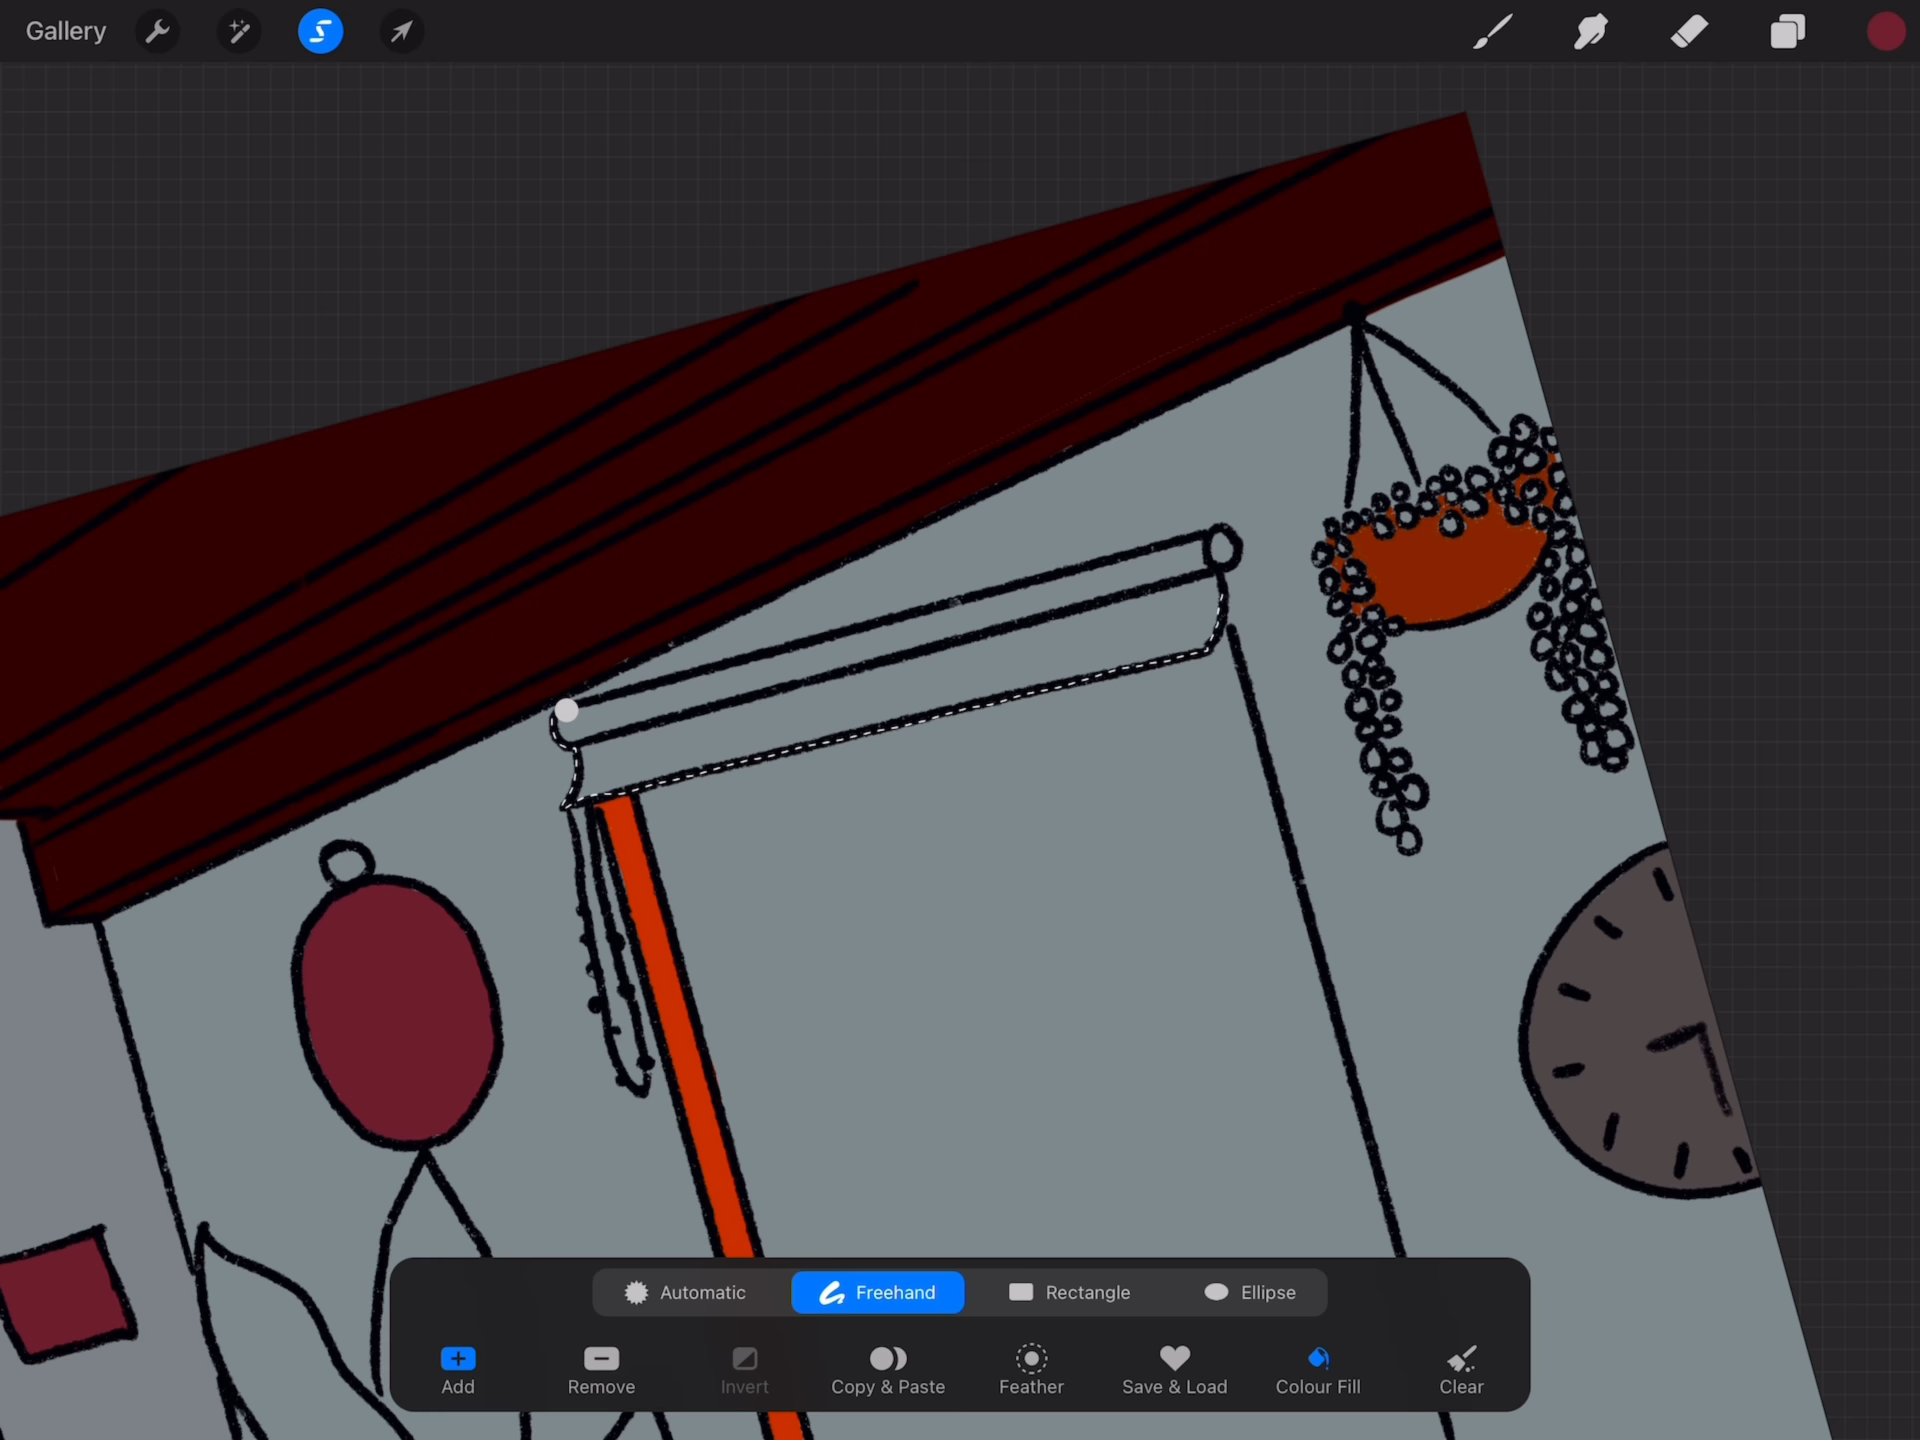 Gallery
Automatic Freehand Rectangle Ellipse
Add Remove Invert Copy & Paste Feather Save & Load Colour Fill Clear